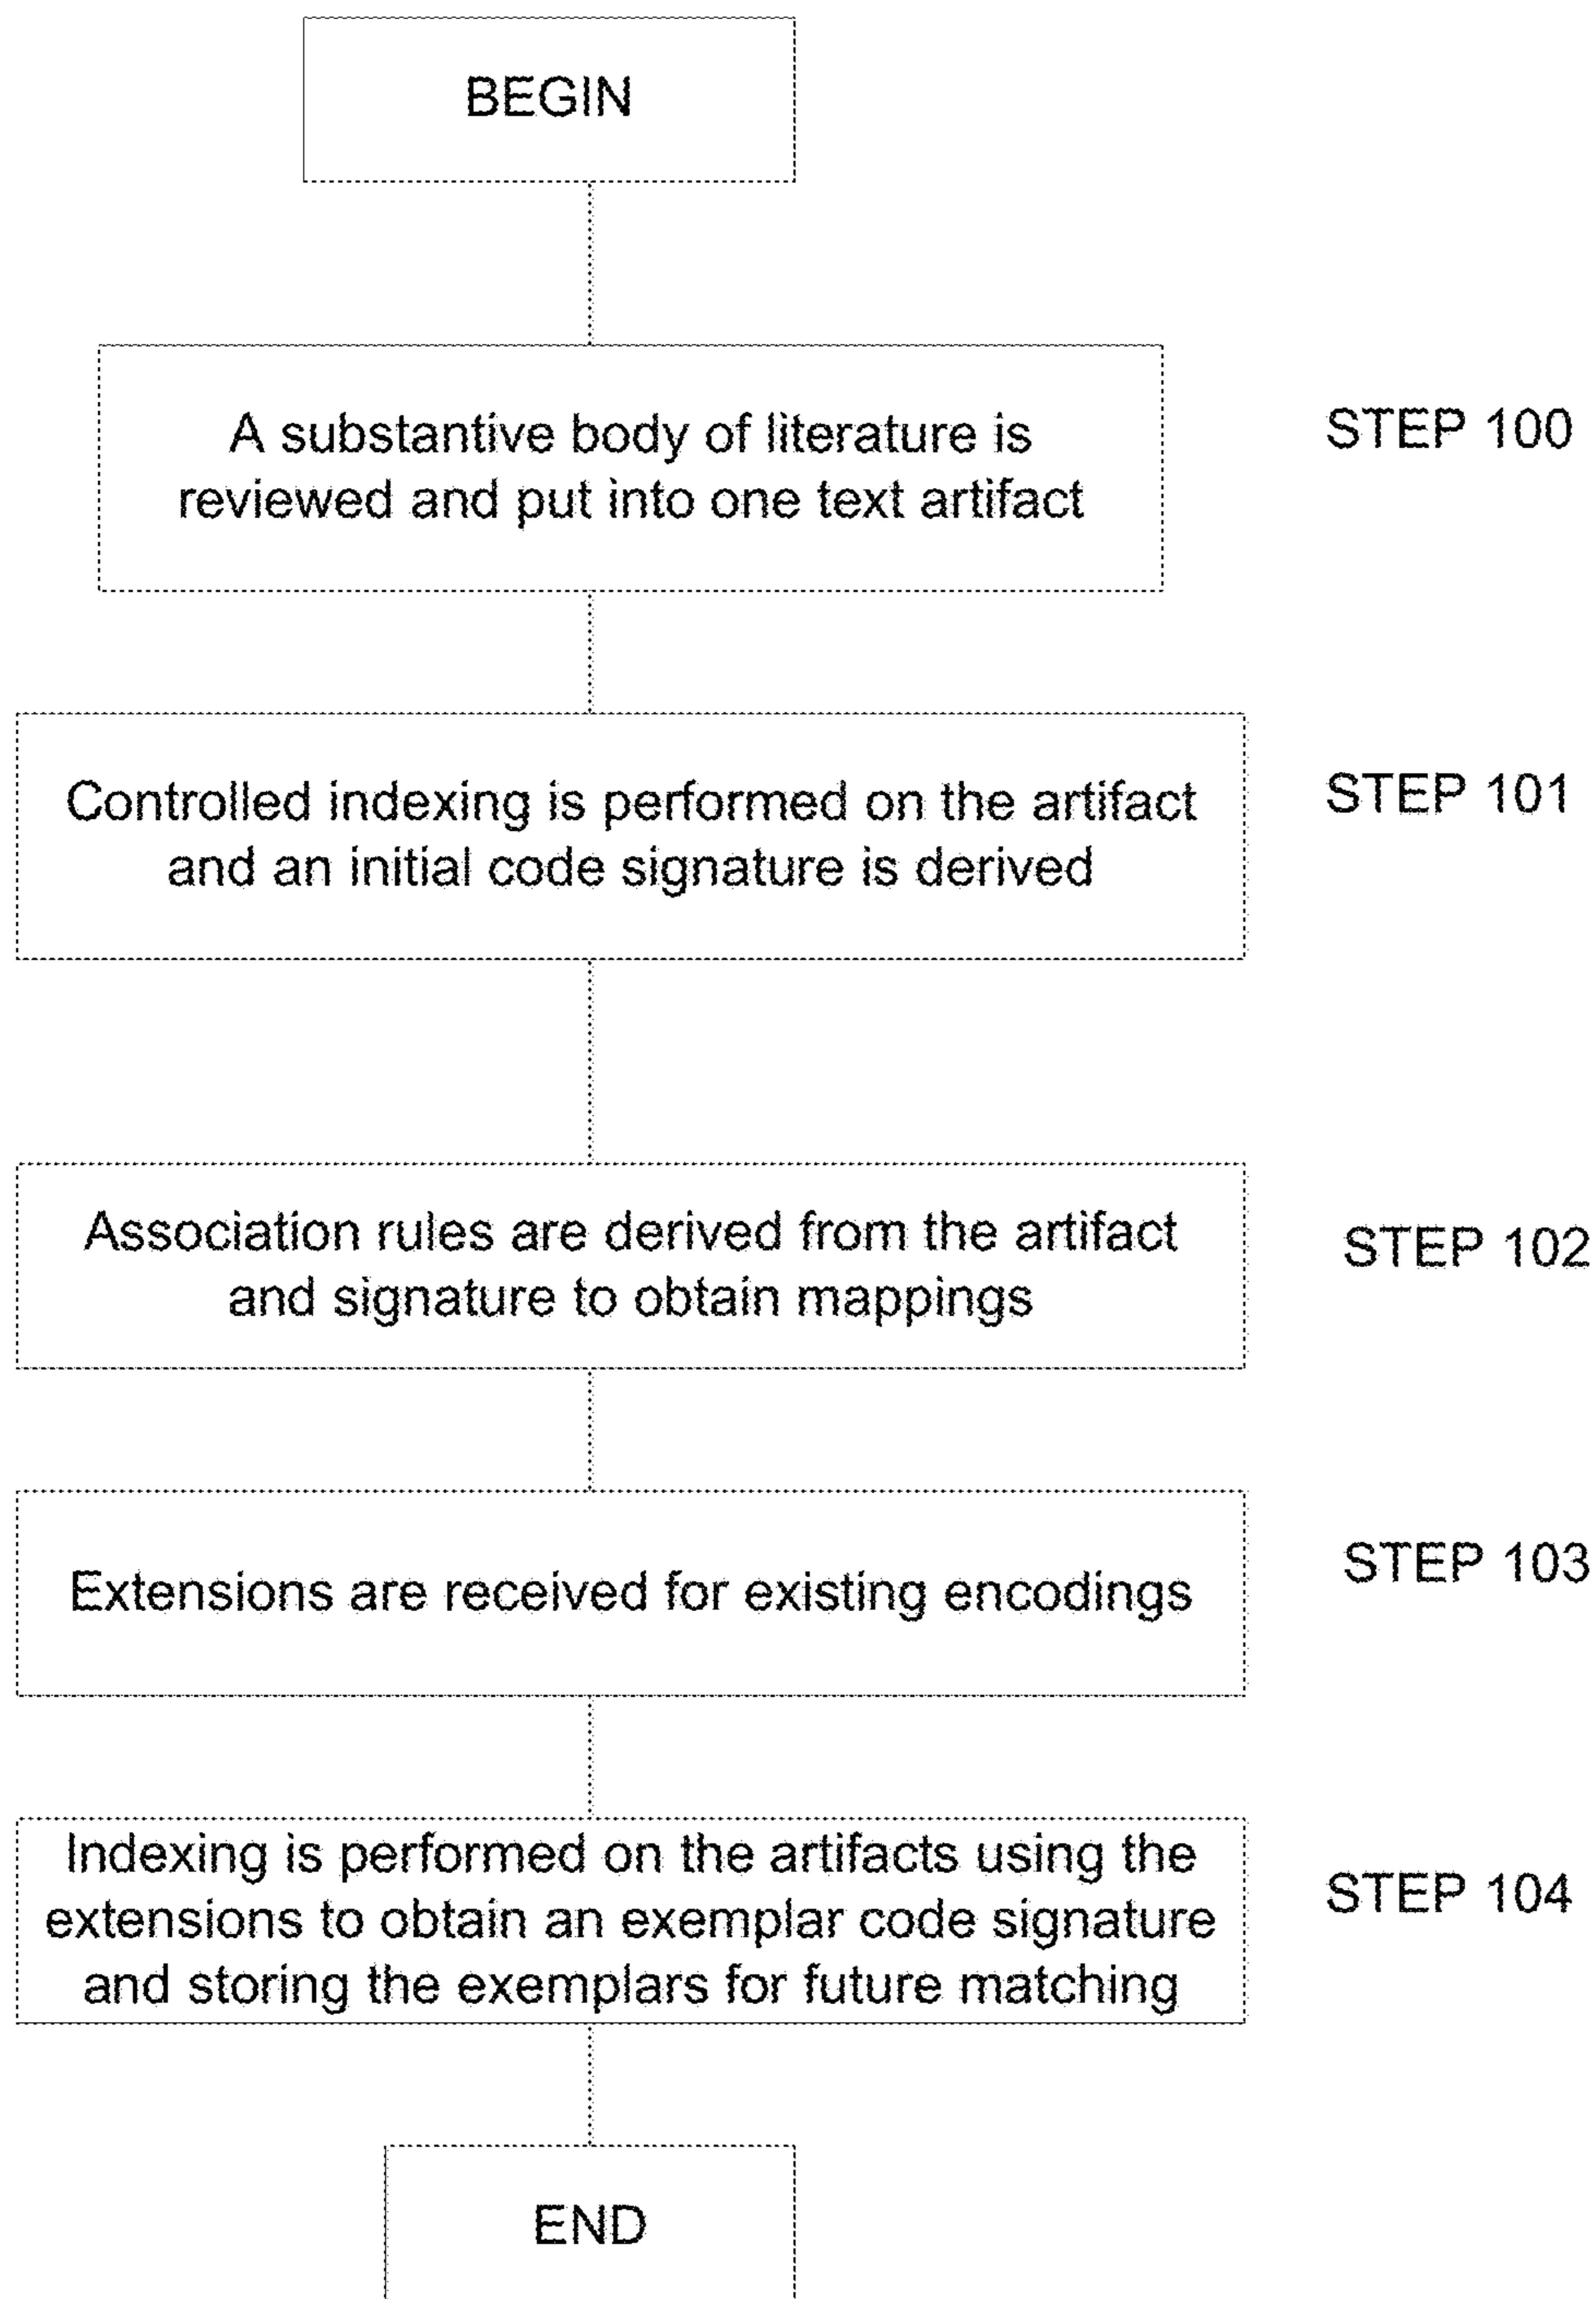 BEGIN
A substantive body of literature is
reviewed and put into one text artifact
STEP 100
Controlled indexing is performed on the artifact
and an initial code signature is derived
STEP 101
Association rules are derived from the artifact
and signature to obtain mappings
STEP 102
Extensions are received for existing encodings
STEP 103
Indexing is performed on the artifacts using the
extensions to obtain an exemplar code signature
and storing the exemplars for future matching
STEP 104
END